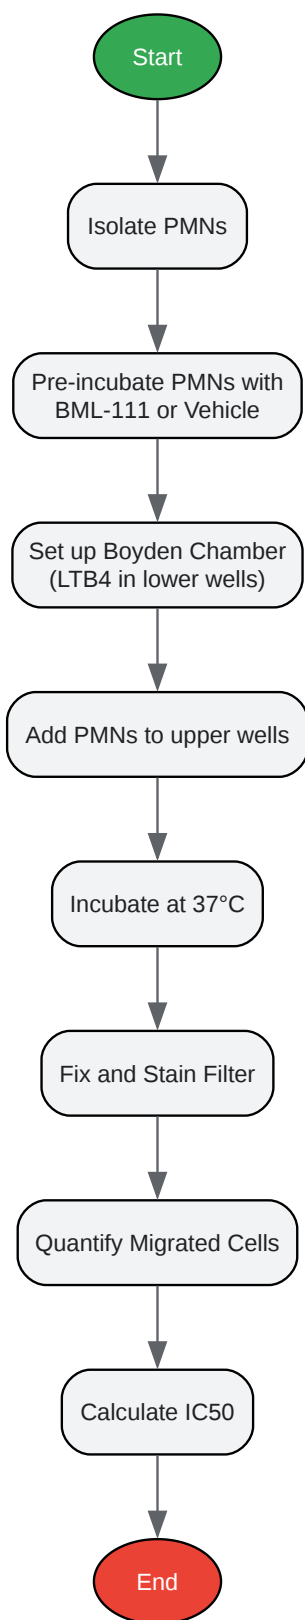 Start
Isolate PMNs
Pre-incubate PMNs with
BML-111 or Vehicle
Set up Boyden Chamber
(LTB4 in lower wells)
Add PMNs to upper wells
Incubate at 37°C
Fix and Stain Filter
Quantify Migrated Cells
Calculate IC50
End